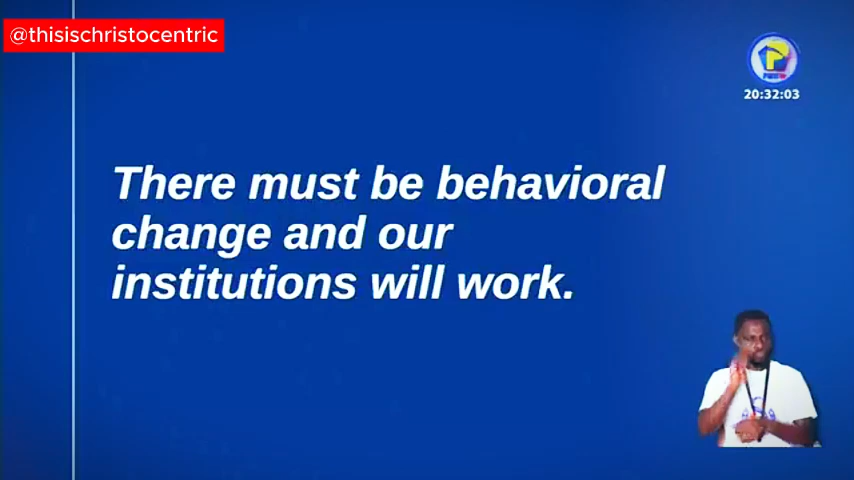 @thisischristocentric
P
20:32:03
There must be behavioral
change and our
institutions will work.